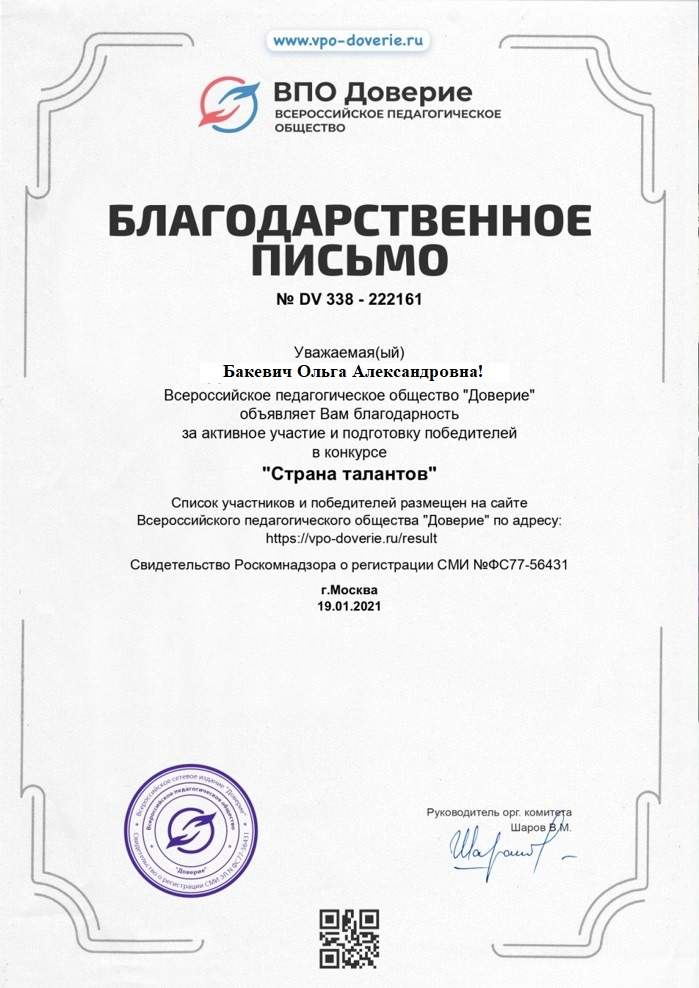 www.vpo-doverie.ru
ВПО Доверие
ВСЕРОССИЙСКОЕ ПЕДАГОГИЧЕСКОЕ
ОБЩЕСТВО
БЛАГОДАРСТВЕННОЕ
ПИСЬМО
№ DV 338 - 222161
Уважаемая(ый)
Бакевич Ольга Александровна!
Всероссийское педагогическое общество "Доверие"
объявляет Вам благодарность
за активное участие и подготовку победителей
в конкурсе
"Страна талантов"
Список участников и победителей размещен на сайте
Всероссийского педагогического общества "Доверие" по адресу:
https://vpo-doverie.ru/result
Свидетельство Роскомнадзора о регистрации СМИ №ФС77-56431
г.Москва
19.01.2021
Всероссийское сетевое издание "Доверие"
Свидетельство о регистрации СМИ ЭЛ N ФС77-56431
Всероссийское педагогическое общество
"Доверие"
Руководитель орг. комитета
Шаров В.М.